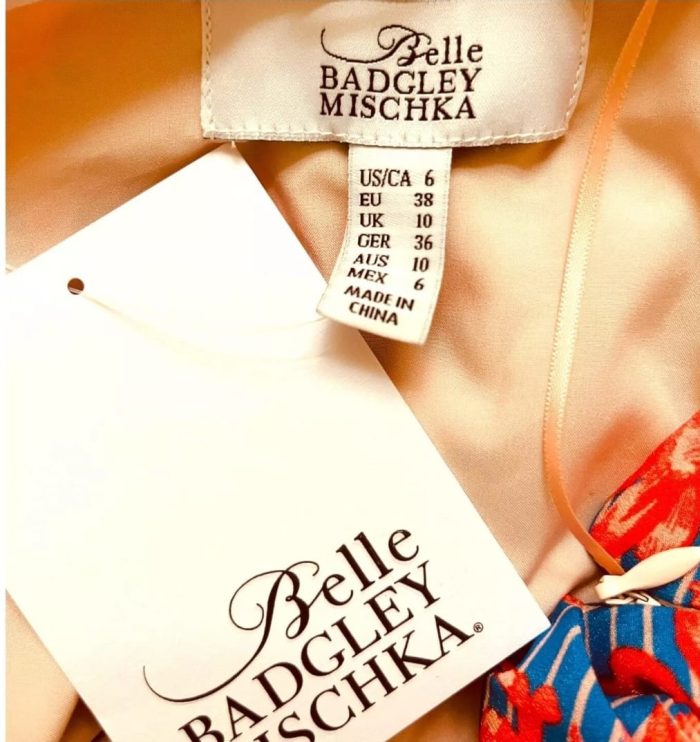 Belle
BADGLEY
MISCHKA
US/CA 6
EU 38
UK 10
GER 36
AUS 10
MEX 6
MADE IN
CHINA
Belle
BADGLEY
MISCHKA®